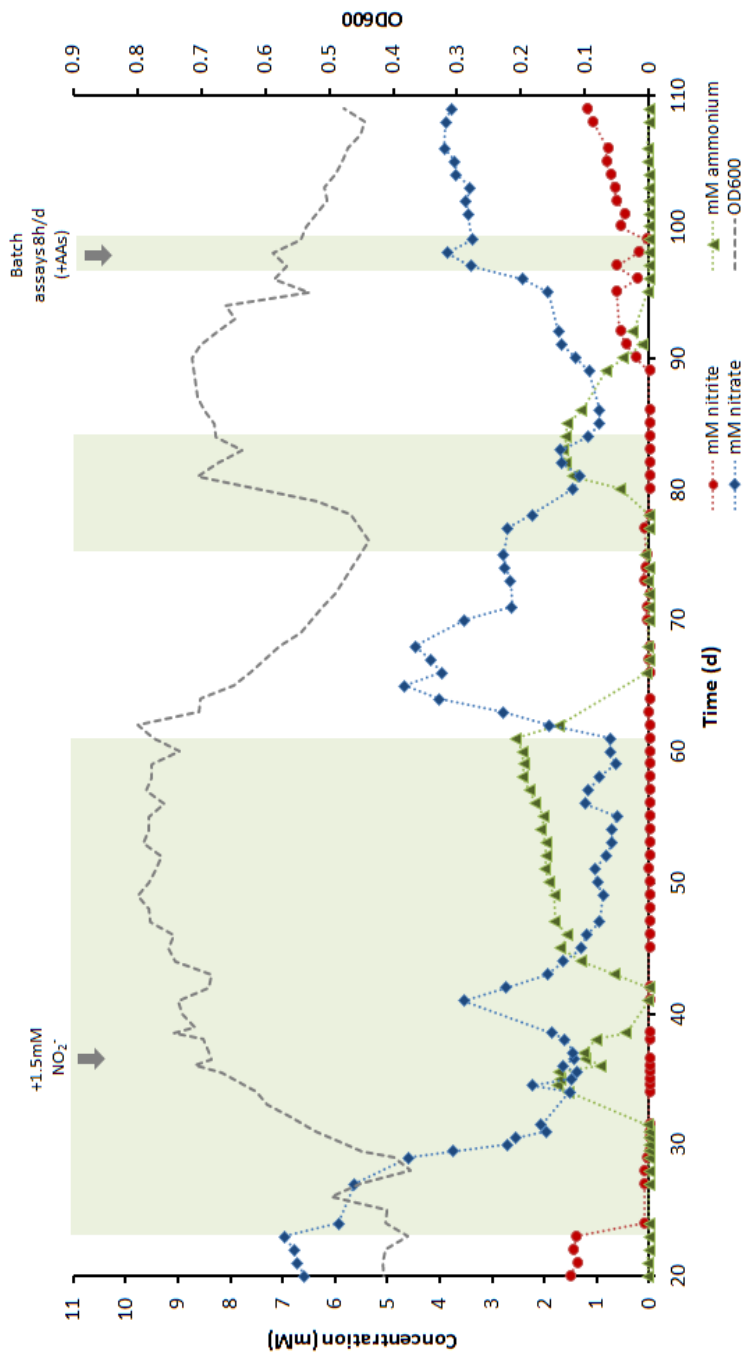 +1.5mM
NO₂⁻
Batch
assays 8h/d
(+AAs)
Concentration (mM)
11
10
9
8
7
6
5
4
3
2
1
0
OD600
0.9
0.8
0.7
0.6
0.5
0.4
0.3
0.2
0.1
0
20
30
40
50
60
70
80
90
100
110
Time (d)
mM nitrite
mM ammonium
mM nitrate
OD600